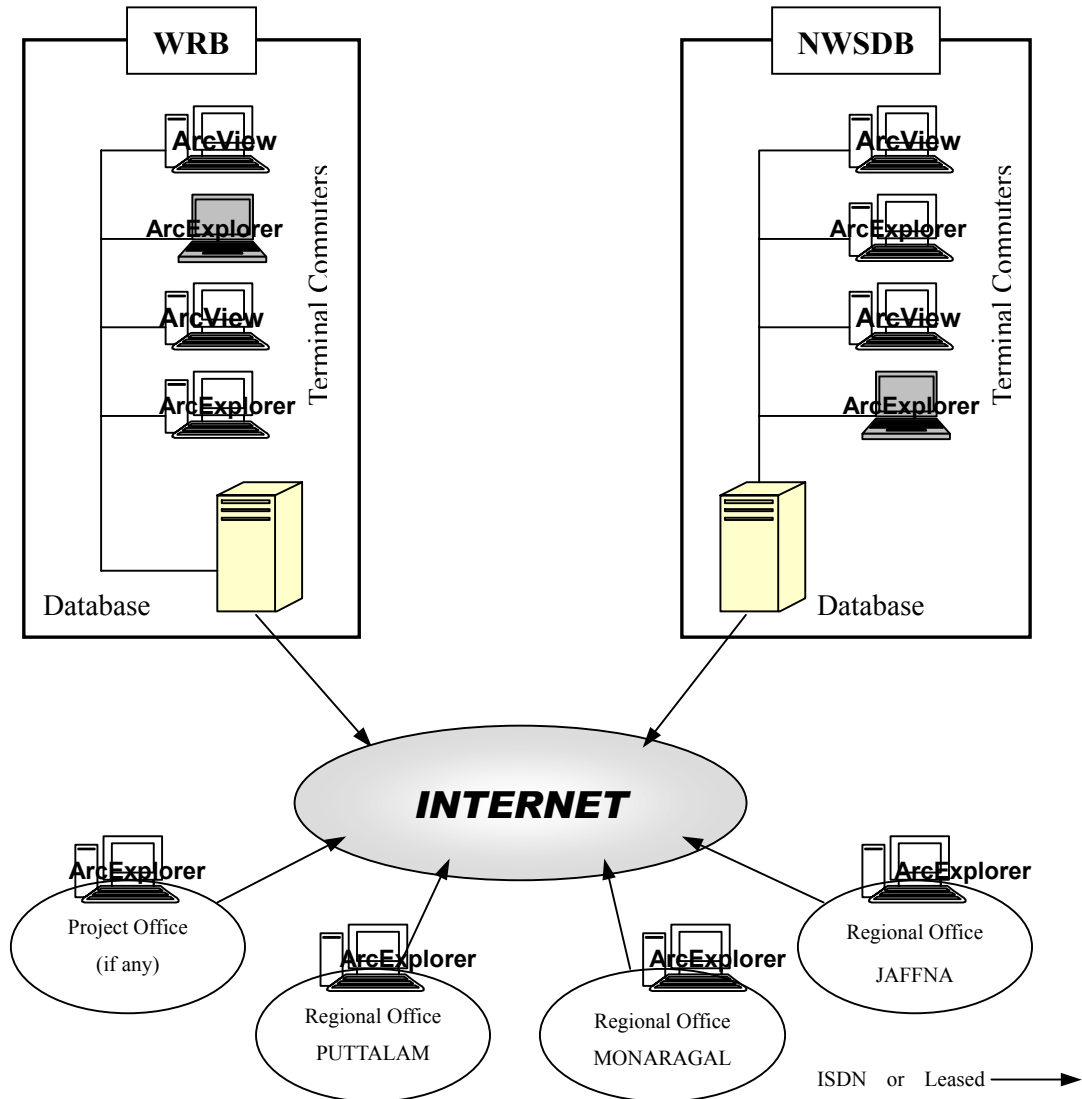 WRB
ArcView
ArcExplorer
ArcView
ArcExplorer
Terminal Computers
Database
NWSDB
ArcView
ArcExplorer
ArcView
ArcExplorer
Terminal Computers
Database
INTERNET
ArcExplorer
Project Office
(if any)
ArcExplorer
Regional Office
PUTTALAM
ArcExplorer
Regional Office
MONARAGAL
ArcExplorer
Regional Office
JAFFNA
ISDN or Leased